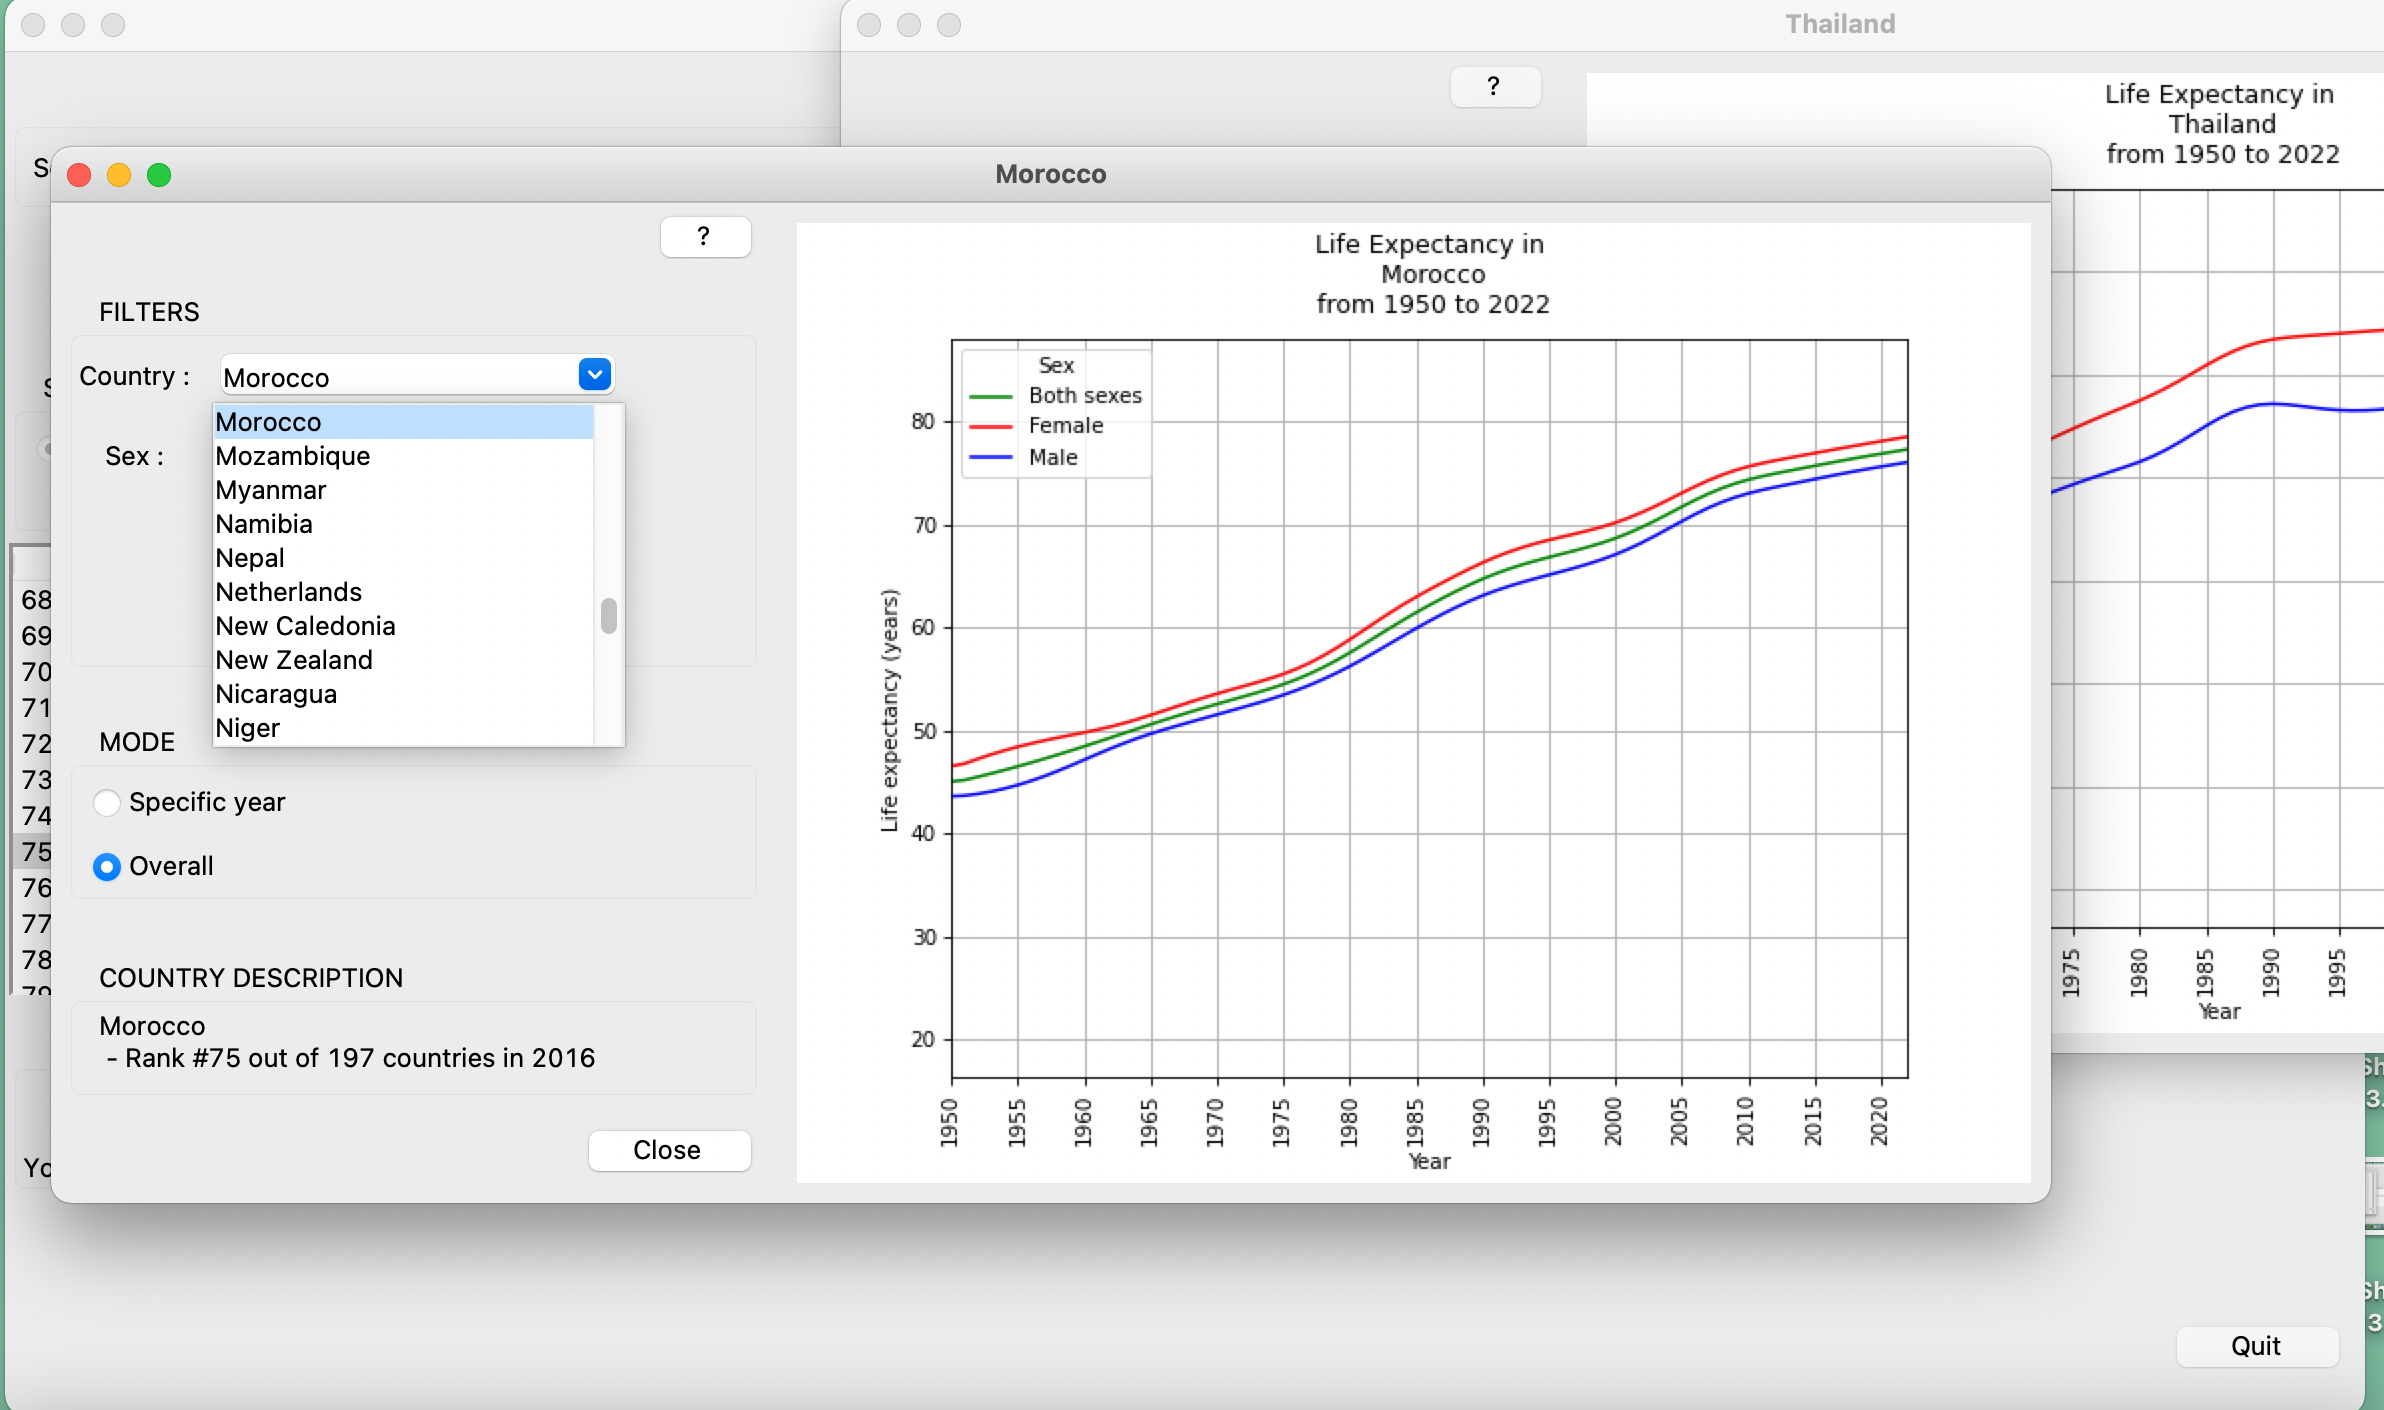 Thailand
?
Life Expectancy in
Thailand
from 1950 to 2022
Morocco
?
FILTERS
Country :
Morocco
Morocco
Mozambique
Myanmar
Namibia
Nepal
Netherlands
New Caledonia
New Zealand
Nicaragua
Niger
Sex :
MODE
Specific year
Overall
COUNTRY DESCRIPTION
Morocco
- Rank #75 out of 197 countries in 2016
Close
Life Expectancy in
Morocco
from 1950 to 2022
Sex
Both sexes
Female
Male
Life expectancy (years)
80
70
60
50
40
30
20
1950 1955 1960 1965 1970 1975 1980 1985 1990 1995 2000 2005 2010 2015 2020
Year
1975 1980 1985 1990 1995
Year
68
69
70
71
72
73
74
75
76
77
78
79
Quit